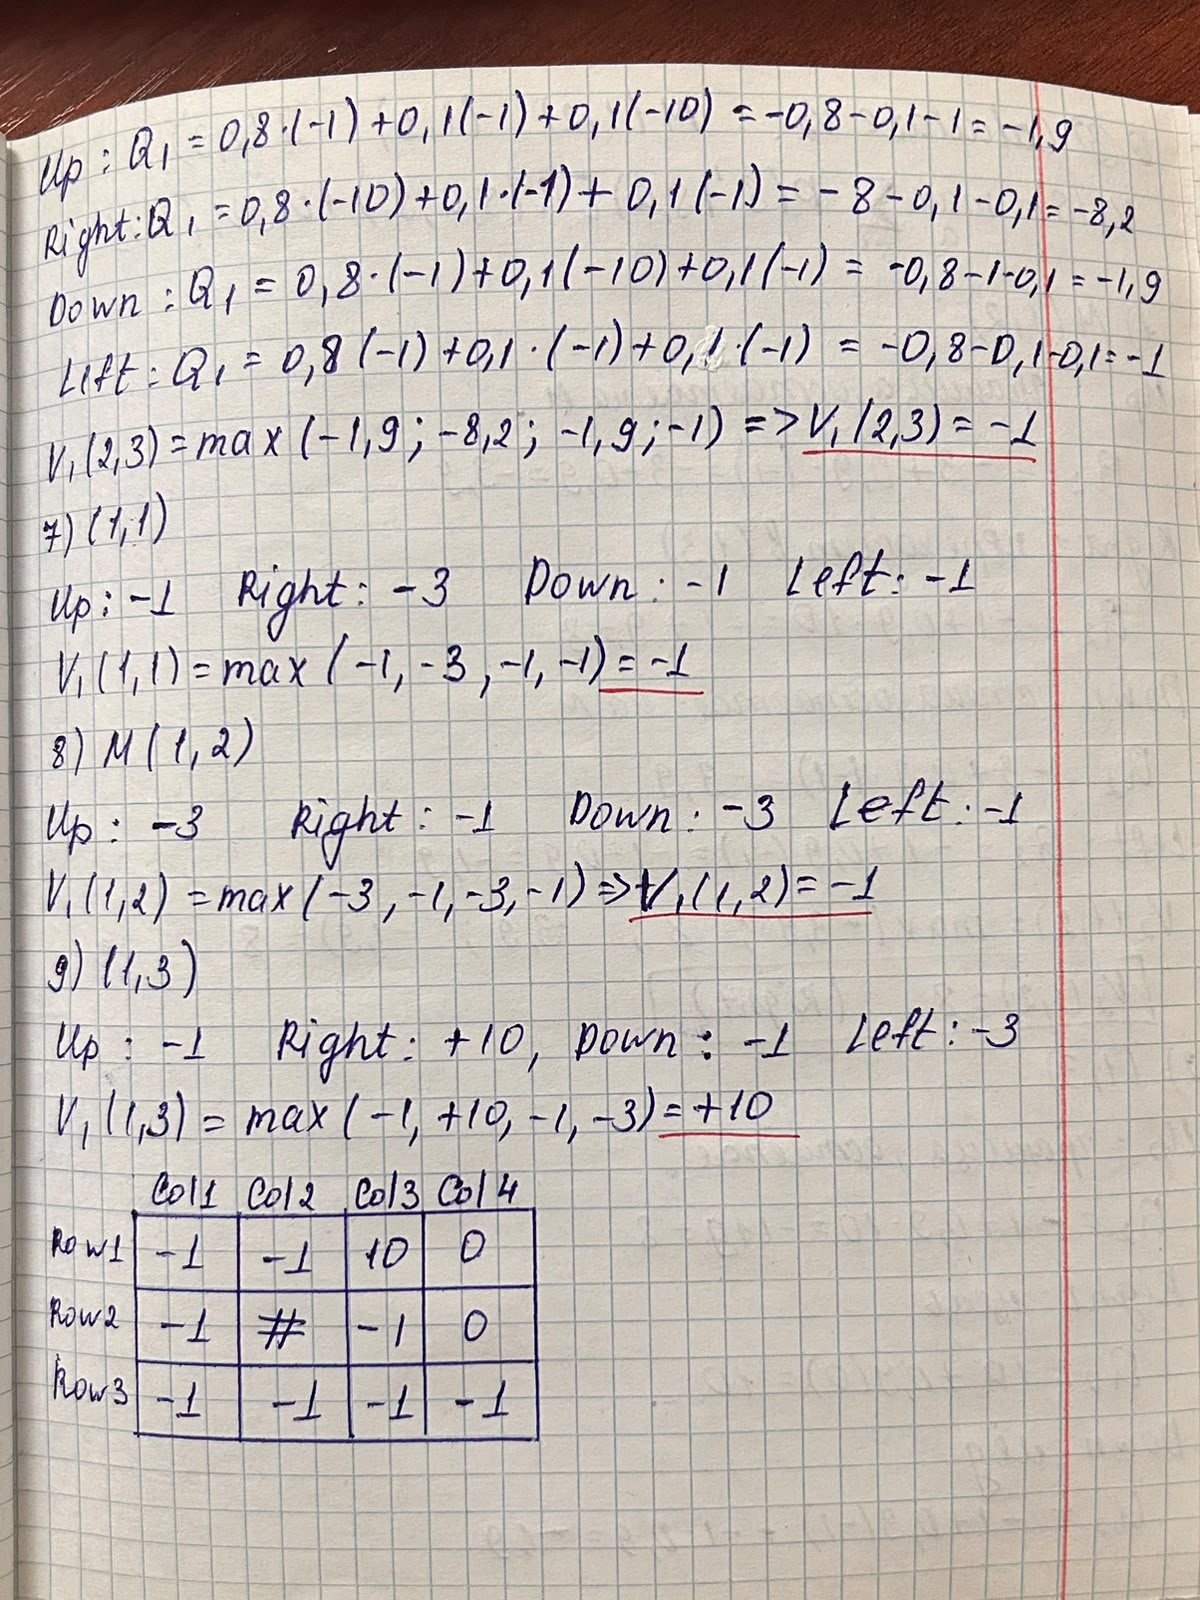 Up: Q₁ = 0,8·(-1)+0,1(-1)+0,1(-10) = -0,8-0,1-1= -1,9
Right: Q₁ = 0,8·(-10)+0,1·(-1)+ 0,1(-1) = -8-0,1-0,1= -8,2
Down: Q₁ = 0,8·(-1)+0,1(-10)+0,1(-1) = -0,8-1-0,1 = -1,9
Left: Q₁ = 0,8(-1)+0,1·(-1)+0,1·(-1) = -0,8-0,1-0,1= -1
V₁(2,3)= max(-1,9; -8,2; -1,9; -1) => V₁(2,3) = -1
7) (1,1)
Up: -1 Right: -3 Down: -1 Left: -1
V₁(1,1) = max(-1, -3, -1, -1) = -1
8) M(1,2)
Up: -3 Right: -1 Down: -3 Left: -1
V₁(1,2) = max(-3, -1, -3, -1) => V₁(1,2) = -1
9) (1,3)
Up: -1 Right: +10, Down: -1 Left: -3
V₁(1,3) = max(-1, +10, -1, -3) = +10
Col1 Col2 Col3 Col4
Row1 -1 -1 10 0
Row2 -1 # -1 0
Row3 -1 -1 -1 -1